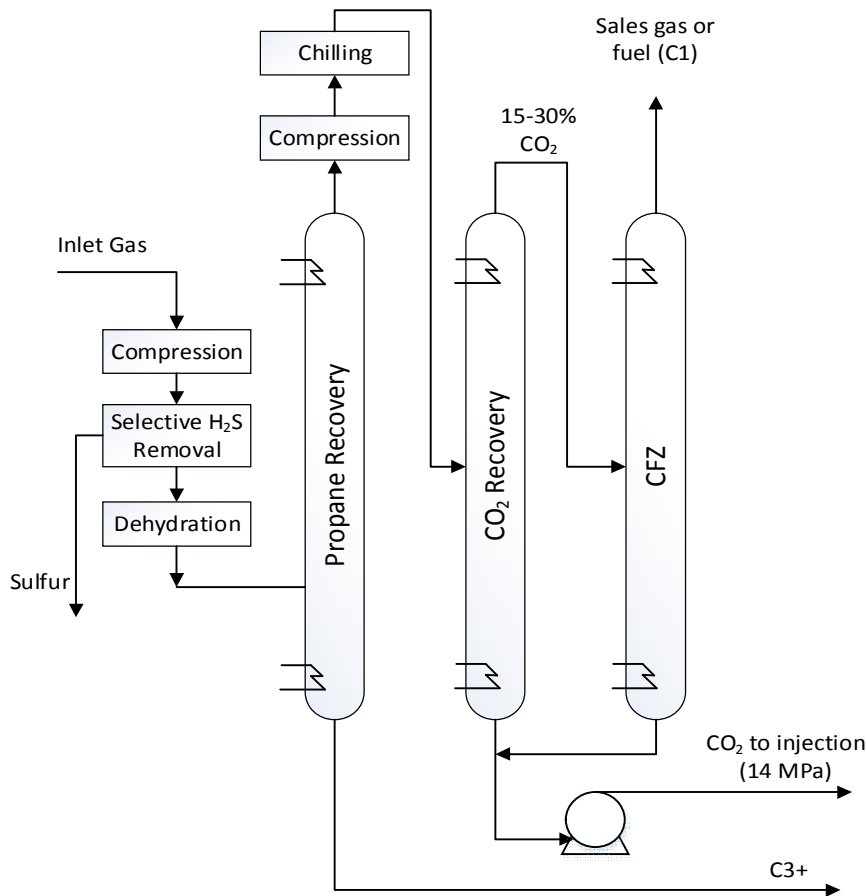 Chilling
Compression
Sales gas or
fuel (C1)
15-30%
CO₂
Inlet Gas
Compression
Selective H₂S
Removal
Dehydration
Sulfur
Propane Recovery
CO₂ Recovery
CFZ
CO₂ to injection
(14 MPa)
C3+